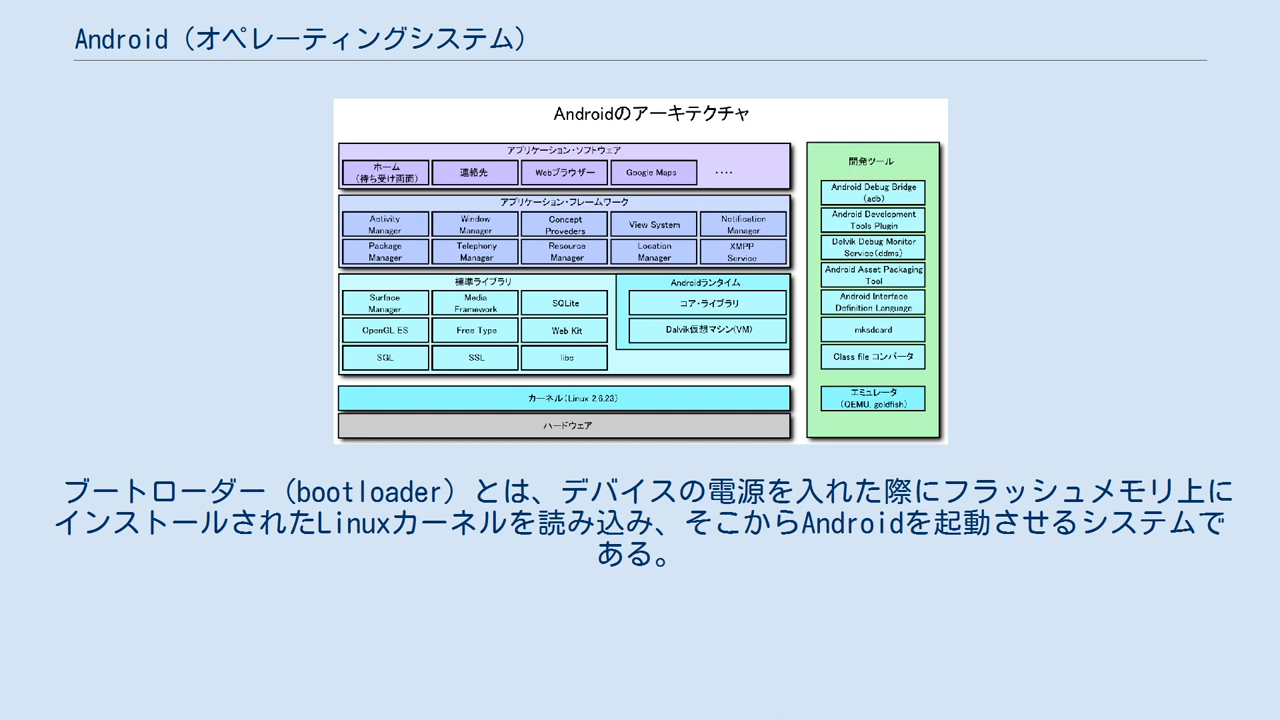 Android（オペレーティングシステム）
Androidのアーキテクチャ
アプリケーション・ソフトウェア
ホーム
（待ち受け画面）
連絡先
Webブラウザー
Google Maps
‥‥
アプリケーション・フレームワーク
Activity
Manager
Window
Manager
Concept
Proveders
View System
Notification
Manager
Package
Manager
Telephony
Manager
Resource
Manager
Location
Manager
XMPP
Service
標準ライブラリ
Surface
Manager
Media
Framework
SQLite
OpenGL ES
Free Type
Web Kit
SGL
SSL
libc
Androidランタイム
コア・ライブラリ
Dalvik仮想マシン(VM)
カーネル（Linux 2.6.23）
ハードウェア
開発ツール
Android Debug Bridge
（adb）
Android Development
Tools Plugin
Delvik Debug Monitor
Service（ddms）
Android Asset Packaging
Tool
Android Interface
Definition Language
mksdcard
Class file コンバータ
エミュレータ
（QEMU, goldfish）
ブートローダー（bootloader）とは、デバイスの電源を入れた際にフラッシュメモリ上に
インストールされたLinuxカーネルを読み込み、そこからAndroidを起動させるシステムで
ある。